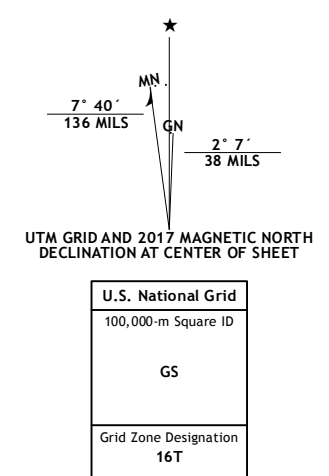 ★
MN
GN
7° 40´
136 MILS
2° 7´
38 MILS
UTM GRID AND 2017 MAGNETIC NORTH
DECLINATION AT CENTER OF SHEET
U.S. National Grid
100,000-m Square ID
GS
Grid Zone Designation
16T